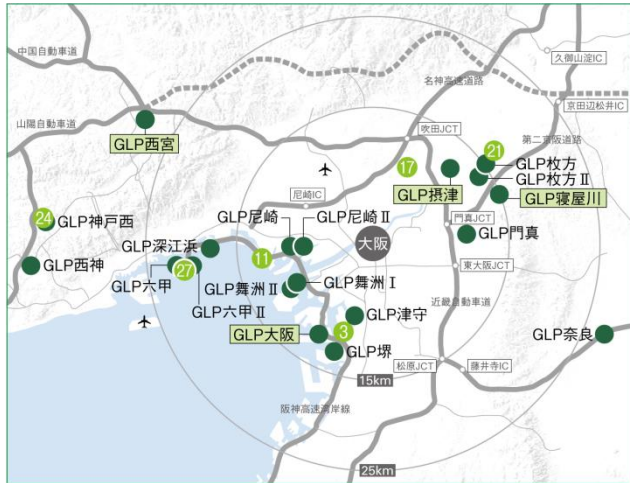 中国自動車道
名神高速道路
久御山淀IC
京田辺松井IC
山陽自動車道
吹田JCT
第二京阪道路
GLP西宮
17
21
GLP枚方
GLP枚方Ⅱ
GLP摂津
GLP寝屋川
尼崎IC
24
GLP神戸西
GLP尼崎
GLP尼崎Ⅱ
門真JCT
GLP門真
GLP深江浜
大阪
11
GLP西神
27
GLP六甲
GLP舞洲Ⅰ
GLP舞洲Ⅱ
東大阪JCT
GLP六甲Ⅱ
近畿自動車道
GLP津守
GLP大阪
3
GLP奈良
GLP堺
松原JCT
藤井寺IC
15km
阪神高速湾岸線
25km